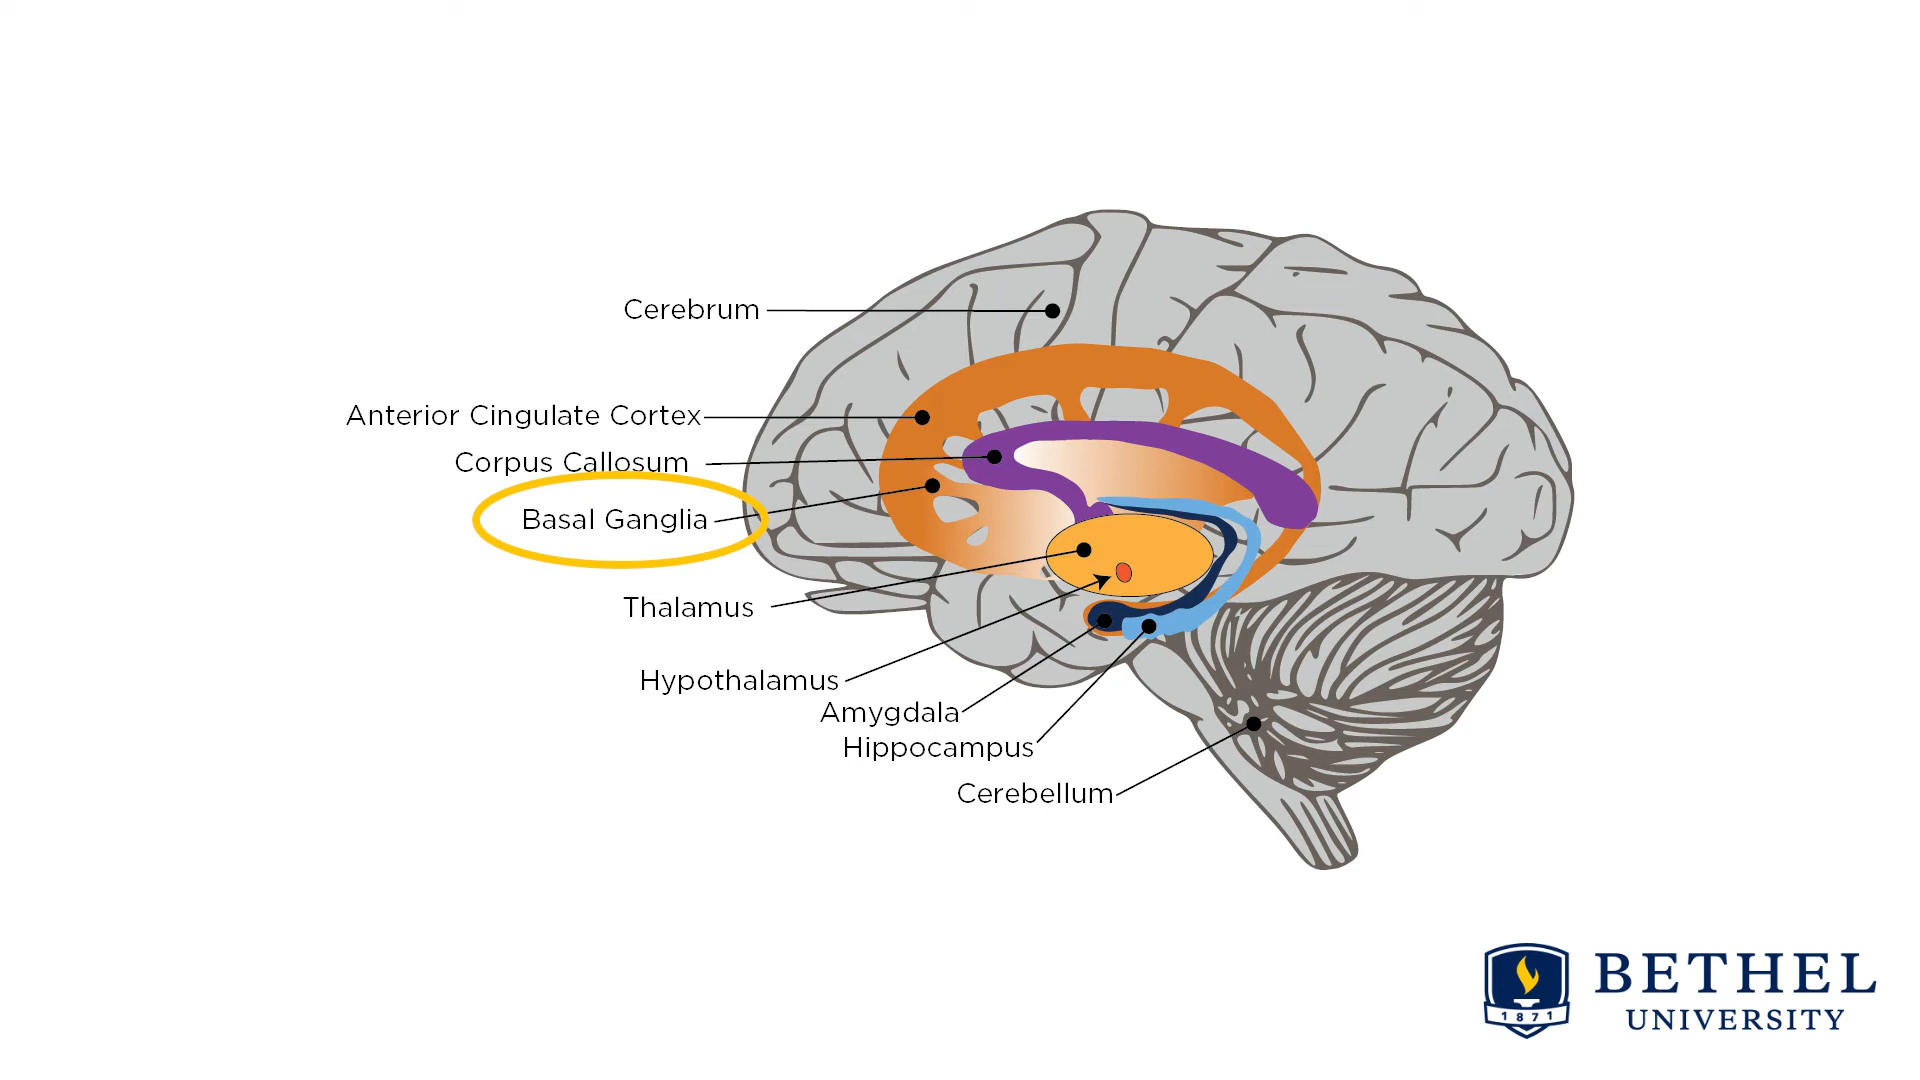 Cerebrum
Anterior Cingulate Cortex
Corpus Callosum
Basal Ganglia
Thalamus
Hypothalamus
Amygdala
Hippocampus
Cerebellum
1871
BETHEL
UNIVERSITY